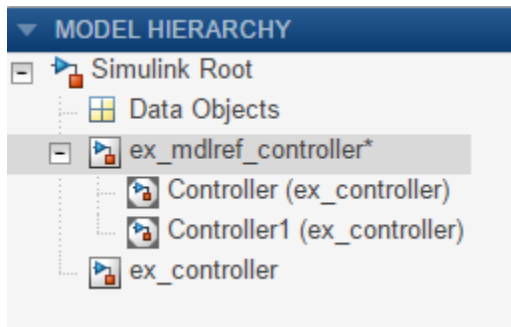 MODEL HIERARCHY
Simulink Root
Data Objects
ex_mdlref_controller*
Controller (ex_controller)
Controller1 (ex_controller)
ex_controller